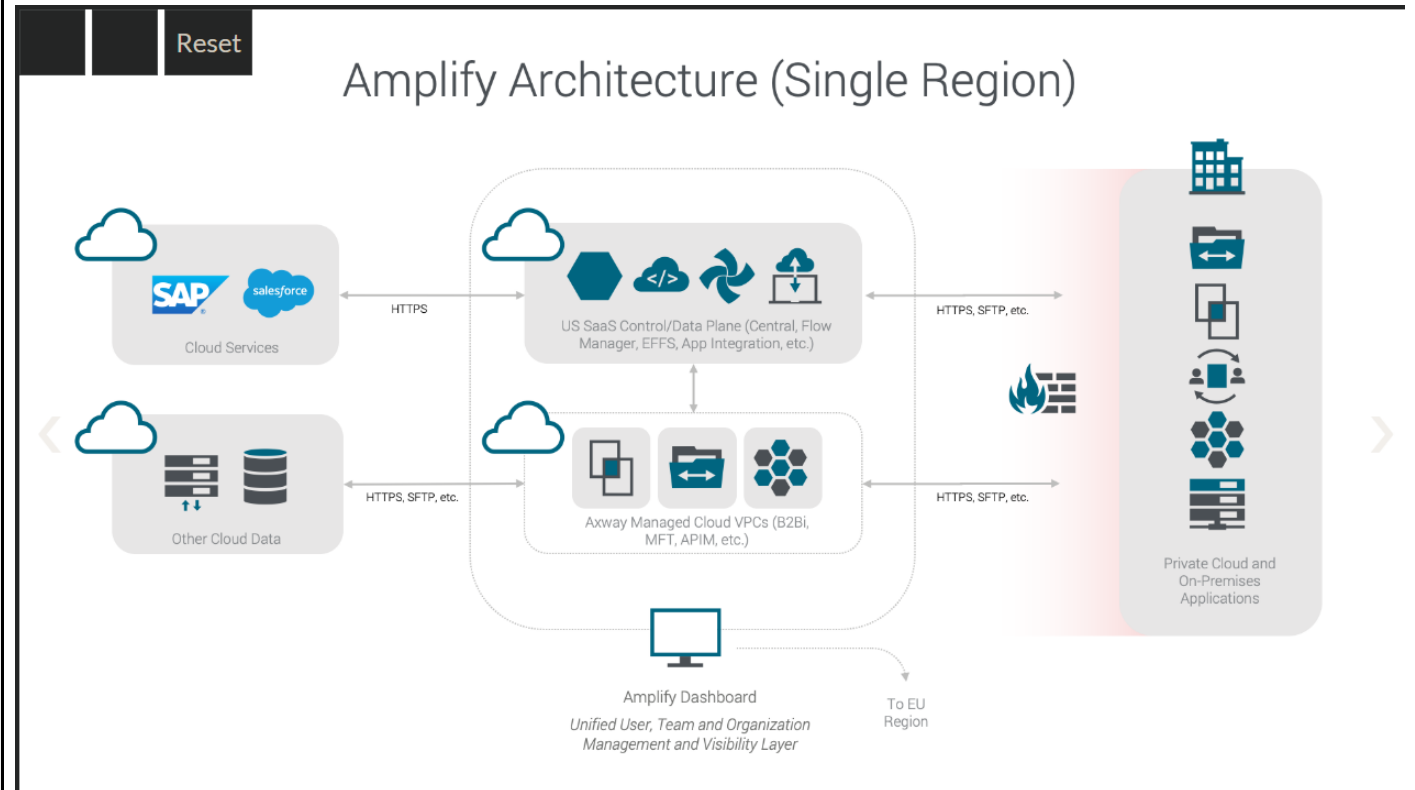 Reset
Amplify Architecture (Single Region)
SAP
®
salesforce
Cloud Services
HTTPS
</>
US SaaS Control/Data Plane (Central, Flow
Manager, EFFS, App Integration, etc.)
HTTPS, SFTP, etc.
Other Cloud Data
HTTPS, SFTP, etc.
Axway Managed Cloud VPCs (B2Bi,
MFT, APIM, etc.)
HTTPS, SFTP, etc.
Private Cloud and
On-Premises
Applications
Amplify Dashboard
Unified User, Team and Organization
Management and Visibility Layer
To EU
Region